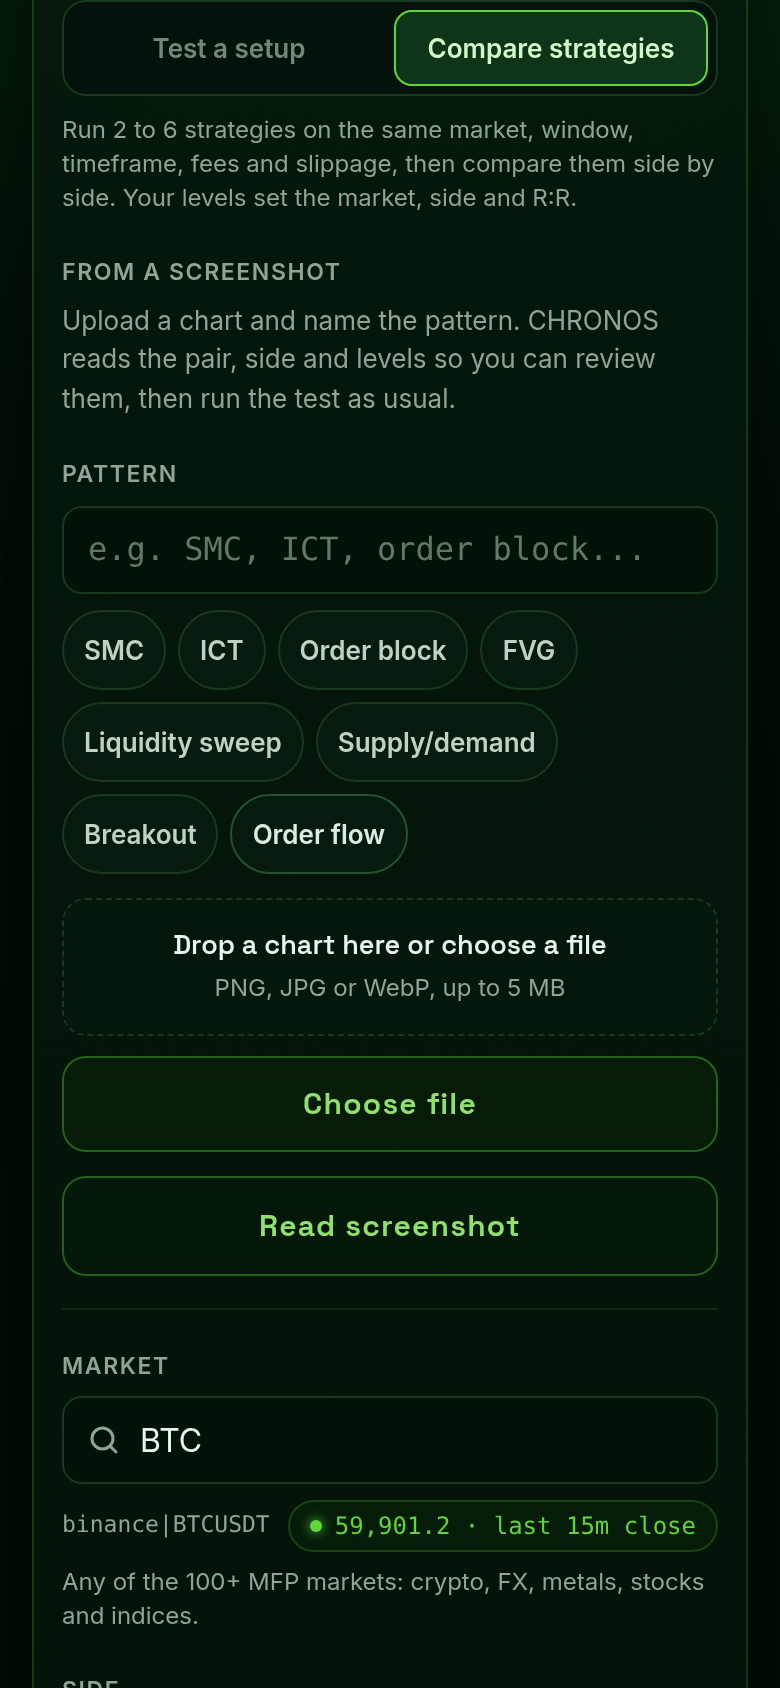 Test a setup
Compare strategies
Run 2 to 6 strategies on the same market, window,
timeframe, fees and slippage, then compare them side by
side. Your levels set the market, side and R:R.
FROM A SCREENSHOT
Upload a chart and name the pattern. CHRONOS
reads the pair, side and levels so you can review
them, then run the test as usual.
PATTERN
e.g. SMC, ICT, order block...
SMC
ICT
Order block
FVG
Liquidity sweep
Supply/demand
Breakout
Order flow
Drop a chart here or choose a file
PNG, JPG or WebP, up to 5 MB
Choose file
Read screenshot
MARKET
BTC
binance|BTCUSDT
59,901.2 · last 15m close
Any of the 100+ MFP markets: crypto, FX, metals, stocks
and indices.
SIDE